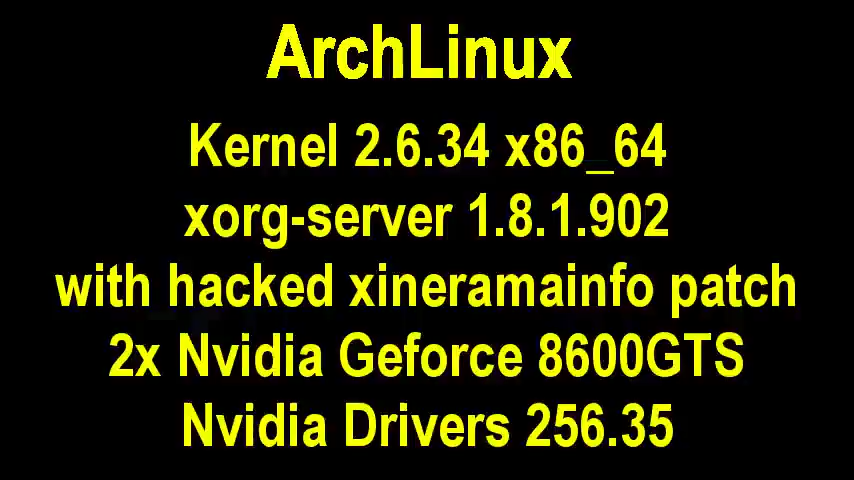 ArchLinux
Kernel 2.6.34 x86_64
xorg-server 1.8.1.902
with hacked xineramainfo patch
2x Nvidia Geforce 8600GTS
Nvidia Drivers 256.35